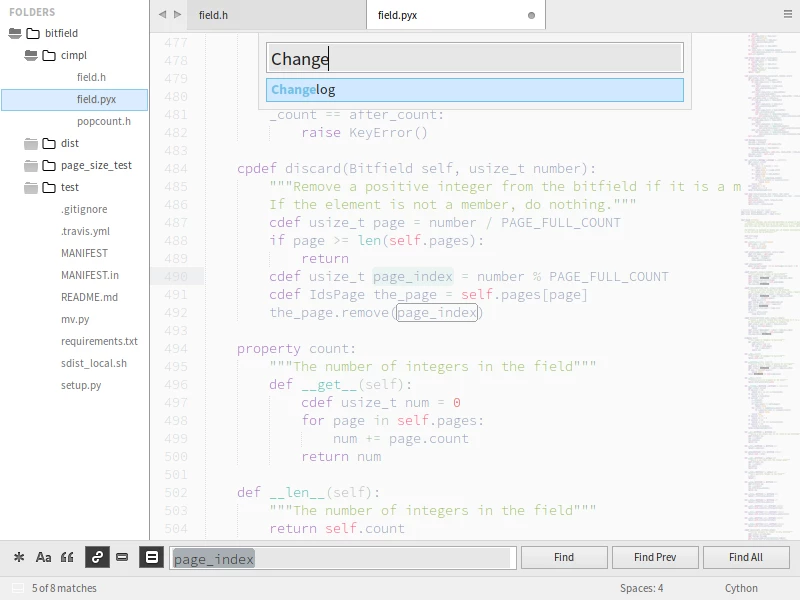 FOLDERS
bitfield
cimpl
field.h
field.pyx
popcount.h
dist
page_size_test
test
.gitignore
.travis.yml
MANIFEST
MANIFEST.in
README.md
mv.py
requirements.txt
sdist_local.sh
setup.py
field.h
field.pyx
Change
Changelog
477
478
479
480
481 _count == after_count:
482 raise KeyError()
483
484 cpdef discard(Bitfield self, usize_t number):
485 """Remove a positive integer from the bitfield if it is a m
486 If the element is not a member, do nothing."""
487 cdef usize_t page = number / PAGE_FULL_COUNT
488 if page >= len(self.pages):
489 return
490 cdef usize_t page_index = number % PAGE_FULL_COUNT
491 cdef IdsPage the_page = self.pages[page]
492 the_page.remove(page_index)
493
494 property count:
495 """The number of integers in the field"""
496 def __get__(self):
497 cdef usize_t num = 0
498 for page in self.pages:
499 num += page.count
500 return num
501
502 def __len__(self):
503 """The number of integers in the field"""
504 return self.count
Aa
page_index
Find
Find Prev
Find All
5 of 8 matches
Spaces: 4
Cython